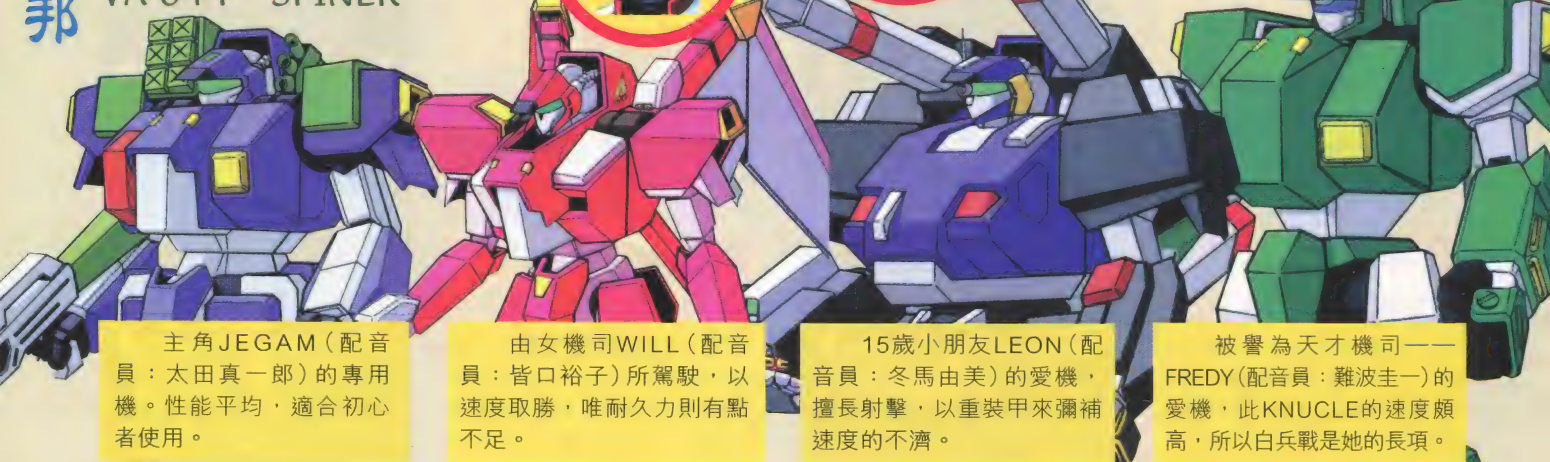 邦
SPINER
主角JEGAM(配音
員：太田真一郎)的專用
機。性能平均，適合初心
者使用。
由女機司WILL(配音
員：皆口裕子)所駕駛，以
速度取勝，唯耐久力則有點
不足。
15歲小朋友LEON(配
音員：冬馬由美)的愛機，
擅長射擊，以重裝甲來彌補
速度的不濟。
被譽為天才機司——
FREDY(配音員：難波圭一)的
愛機，此KNUCLE的速度頗
高，所以白兵戰是她的長項。